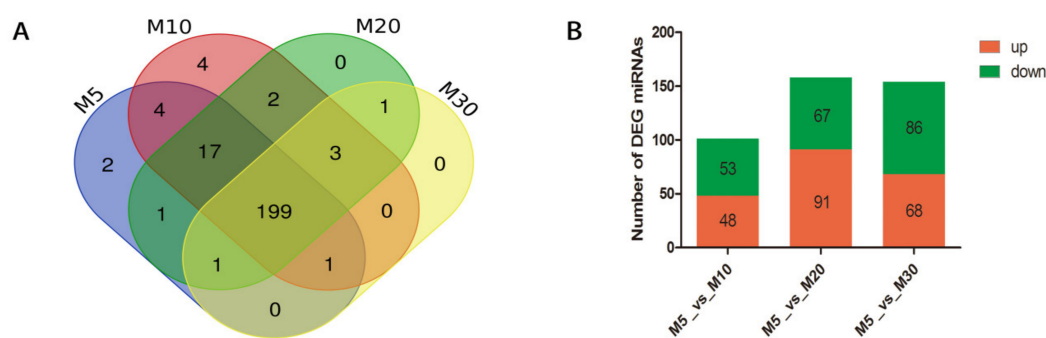 A
M5
M10
M20
M30
4
0
4
2
1
2
17
3
0
1
199
0
1
1
0
B
Number of DEG miRNAs
200
150
100
50
0
53
48
67
91
86
68
M5_vs_M10
M5_vs_M20
M5_vs_M30
up
down